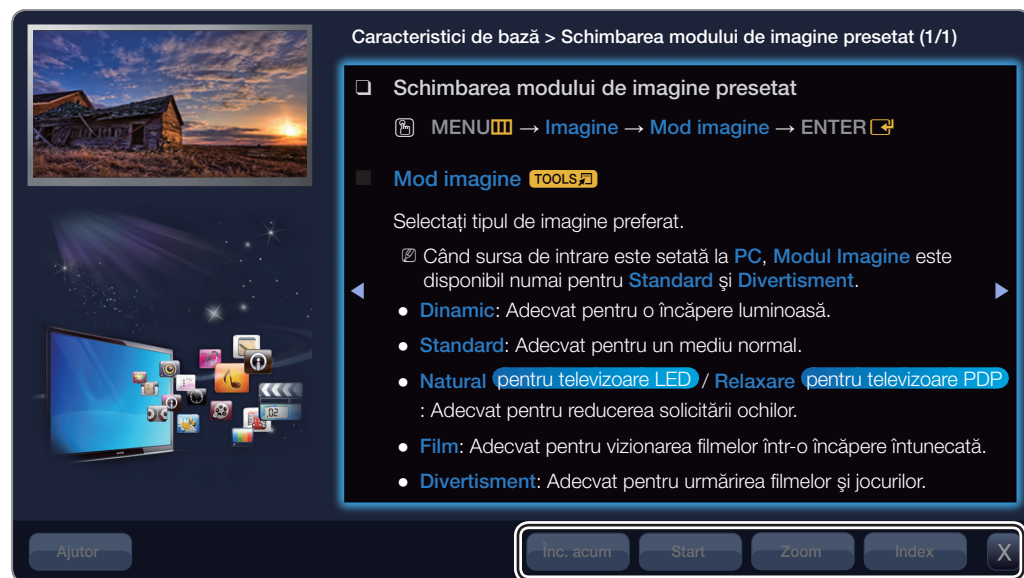 Caracteristici de bază > Schimbarea modului de imagine presetat (1/1)
❑ Schimbarea modului de imagine presetat
MENU → Imagine → Mod imagine → ENTER
■ Mod imagine TOOLS
Selectați tipul de imagine preferat.
Când sursa de intrare este setată la PC, Modul Imagine este
disponibil numai pentru Standard şi Divertisment.
● Dinamic: Adecvat pentru o încăpere luminoasă.
● Standard: Adecvat pentru un mediu normal.
● Natural pentru televizoare LED / Relaxare pentru televizoare PDP
: Adecvat pentru reducerea solicitării ochilor.
● Film: Adecvat pentru vizionarea filmelor într-o încăpere întunecată.
● Divertisment: Adecvat pentru urmărirea filmelor şi jocurilor.
Ajutor Înc. acum Start Zoom Index X